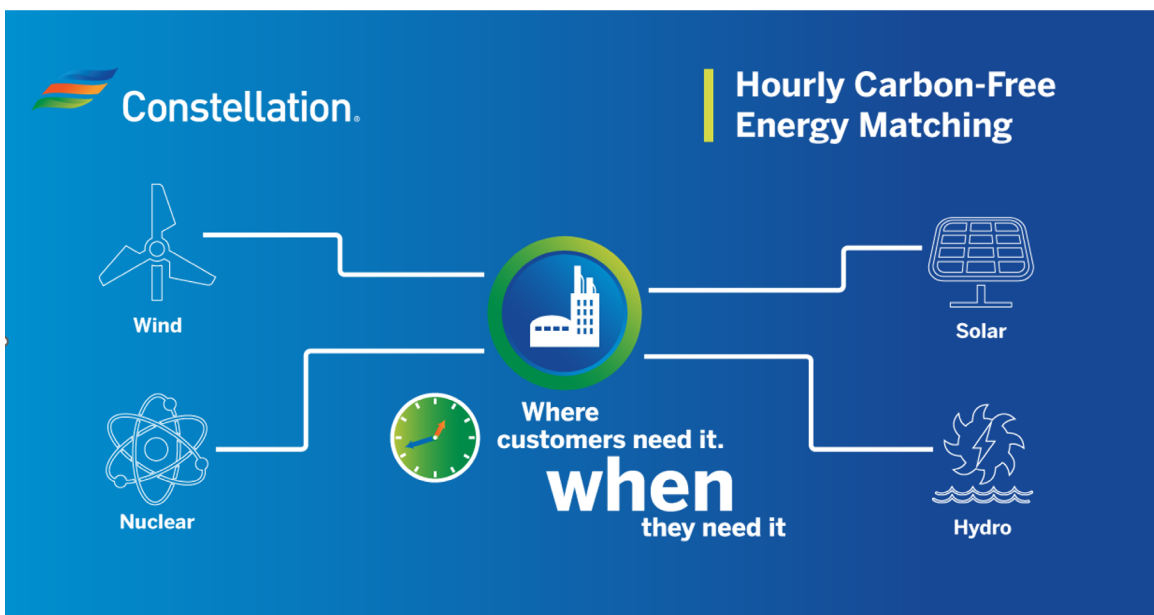 Constellation®
Hourly Carbon-Free
Energy Matching
Wind
Solar
Where
customers need it.
when
they need it
Nuclear
Hydro